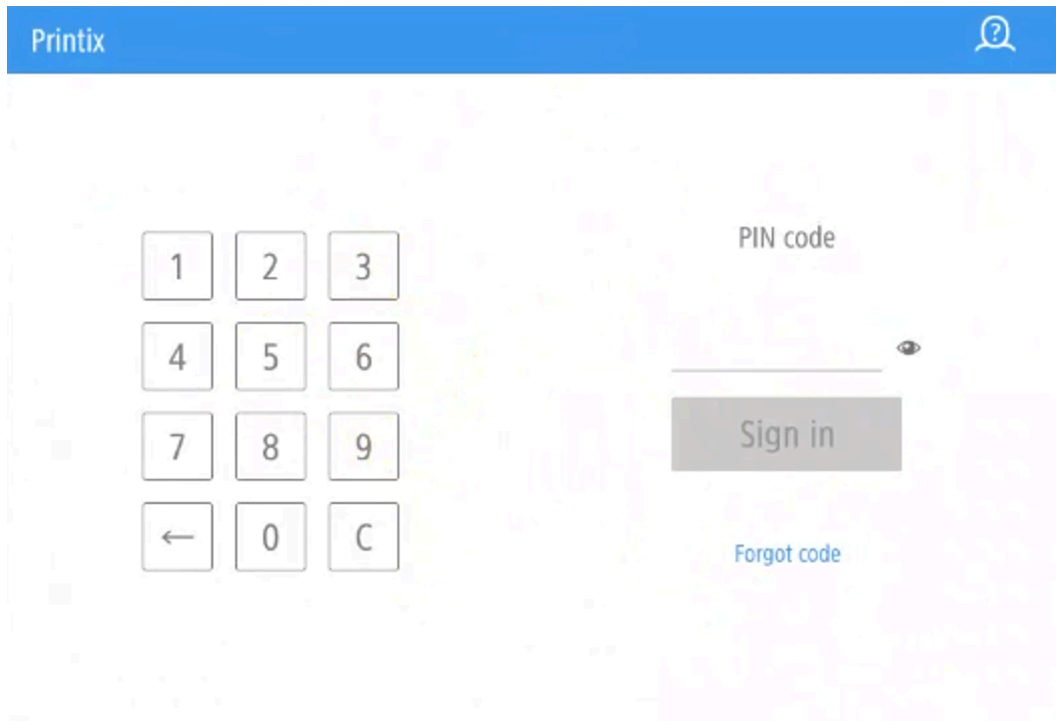 Printix
1 2 3
4 5 6
7 8 9
← 0 C
PIN code
Sign in
Forgot code